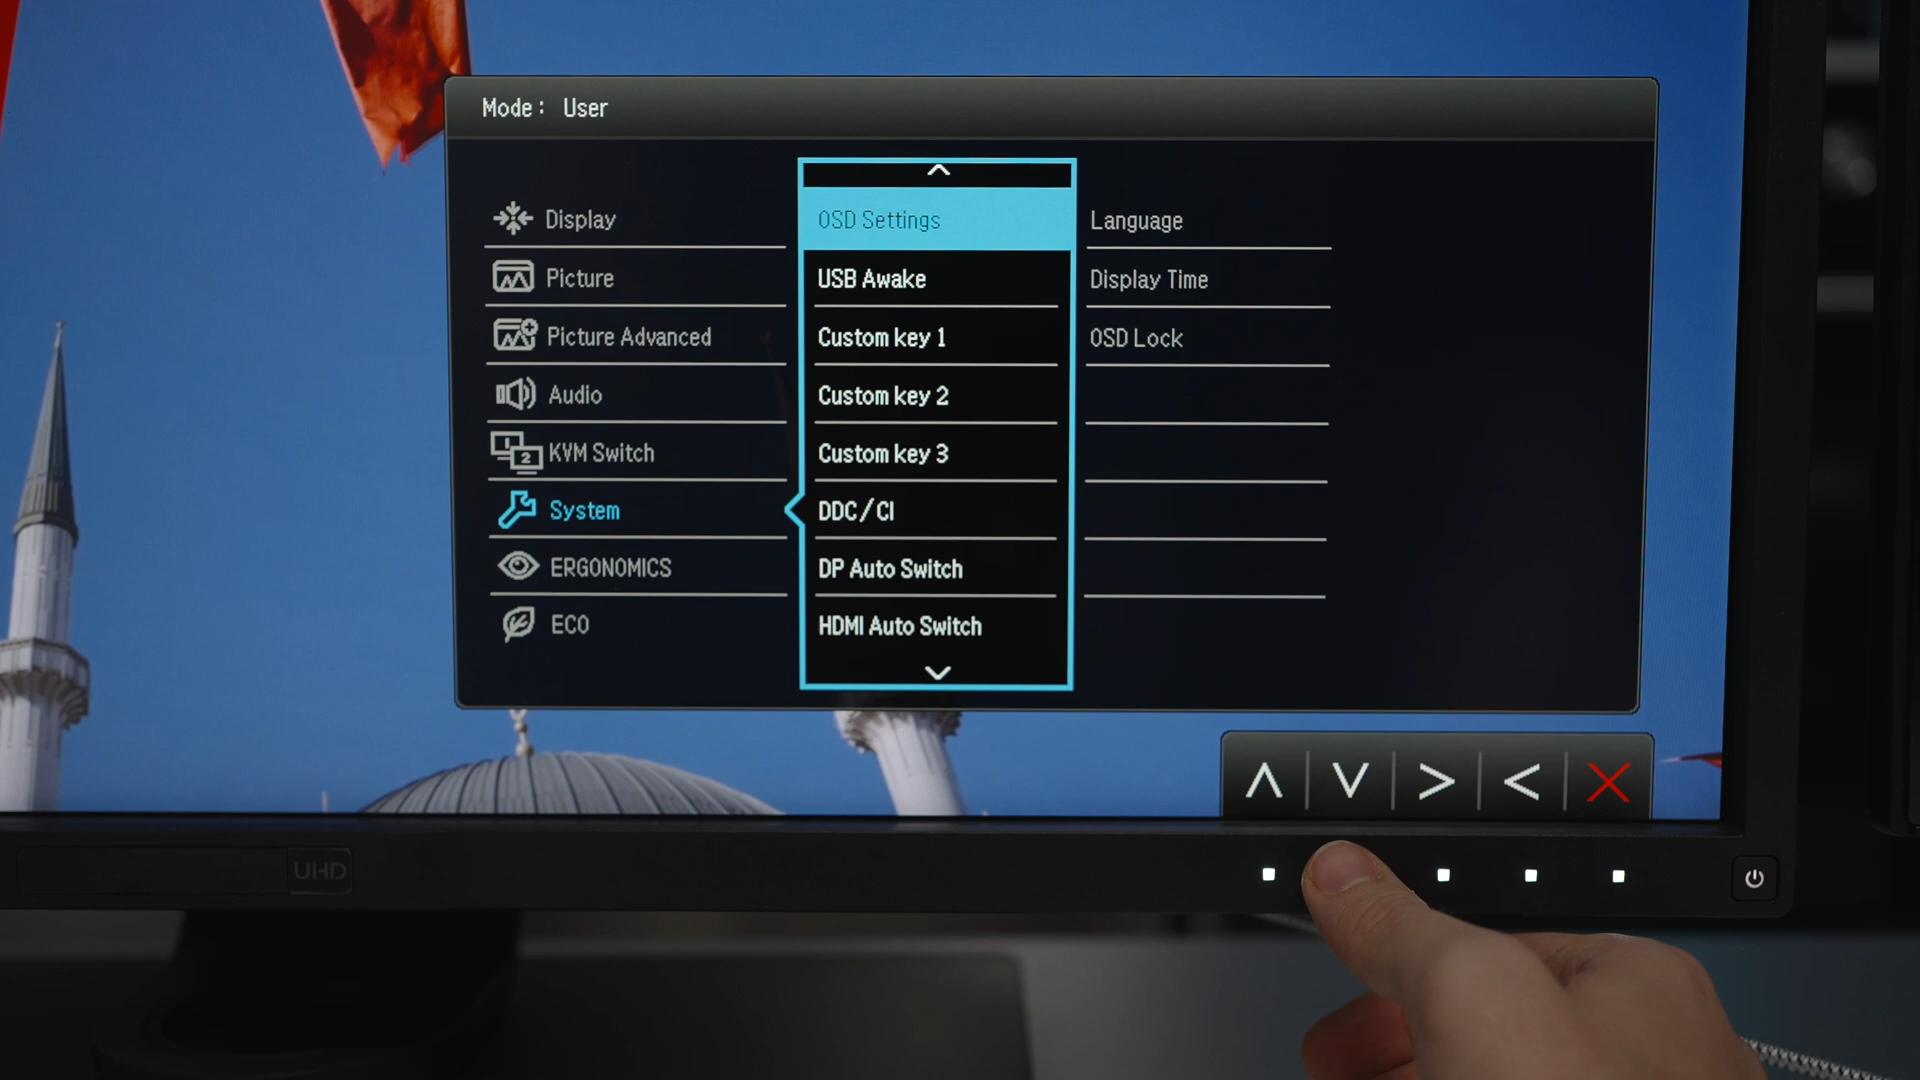 Mode: User
Display
Picture
Picture Advanced
Audio
KVM Switch
System
ERGONOMICS
ECO
OSD Settings
USB Awake
Custom key 1
Custom key 2
Custom key 3
DDC/CI
DP Auto Switch
HDMI Auto Switch
Language
Display Time
OSD Lock
UHD